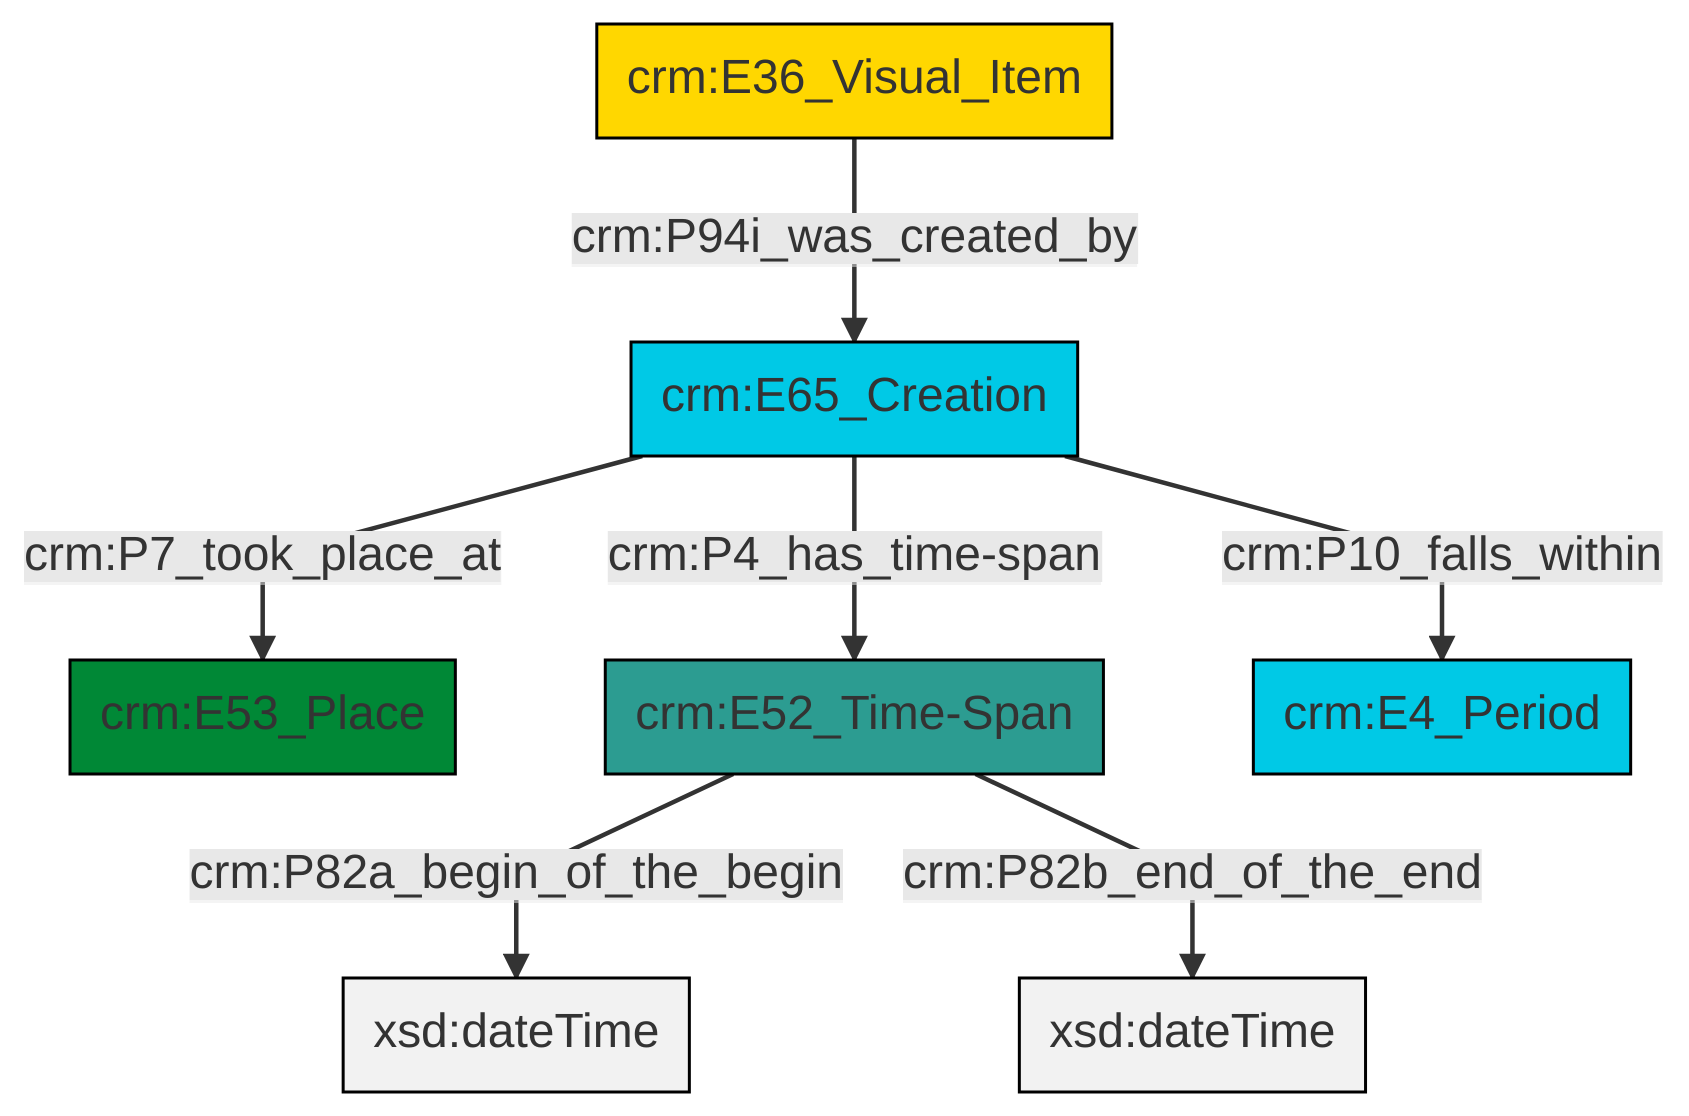 crm:E36_Visual_Item
crm:P94i_was_created_by
crm:E65_Creation
crm:P7_took_place_at
crm:P4_has_time-span
crm:P10_falls_within
crm:E53_Place
crm:E52_Time-Span
crm:E4_Period
crm:P82a_begin_of_the_begin
crm:P82b_end_of_the_end
xsd:dateTime
xsd:dateTime